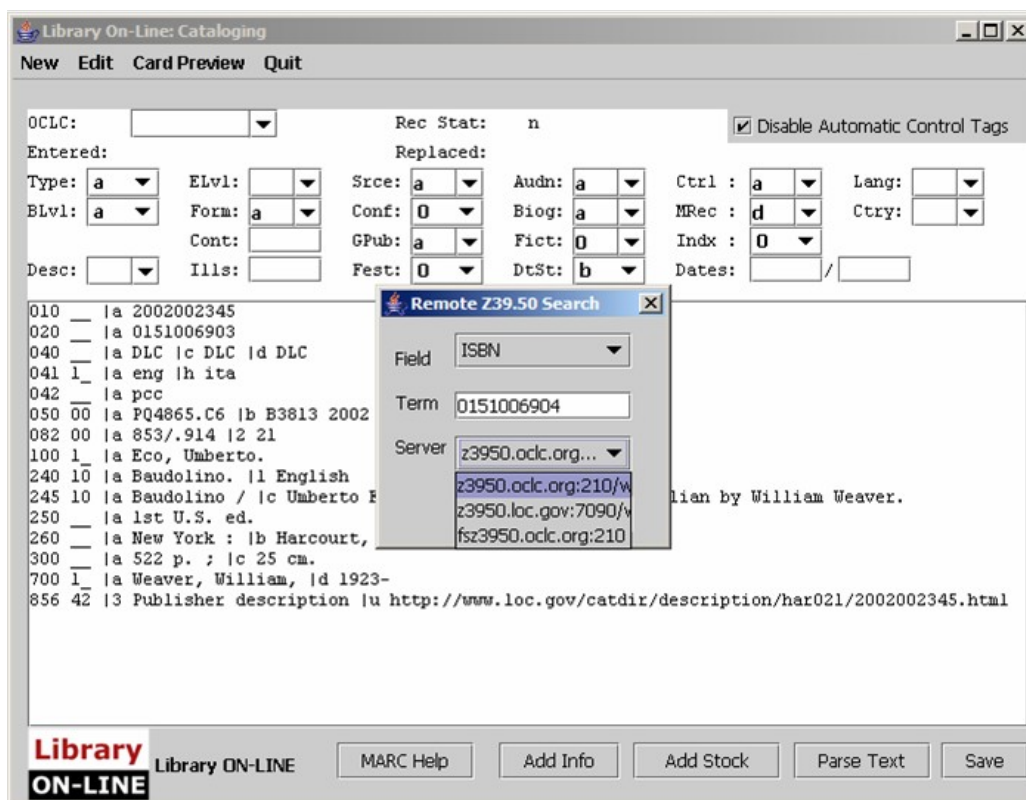 Library On-Line: Cataloging
New Edit Card Preview Quit
OCLC: Rec Stat: n Disable Automatic Control Tags
Entered: Replaced:
Type: a ELvl: Srce: a Audn: a Ctrl : a Lang:
BLvl: a Form: a Conf: 0 Biog: a MRec : d Ctry:
Cont: GPub: a Fict: 0 Indx : 0
Desc: Ills: Fest: 0 DtSt: b Dates: /
010 __ |a 2002002345
020 __ |a 0151006903
040 __ |a DLC |c DLC |d DLC
041 1_ |a eng |h ita
042 __ |a pcc
050 00 |a PQ4865.C6 |b B3813 2002
082 00 |a 853/.914 |2 21
100 1_ |a Eco, Umberto.
240 10 |a Baudolino. |l English
245 10 |a Baudolino / |c Umberto lian by William Weaver.
250 __ |a 1st U.S. ed.
260 __ |a New York : |b Harcourt,
300 __ |a 522 p. ; |c 25 cm.
700 1_ |a Weaver, William, |d 1923-
856 42 |3 Publisher description |u http://www.loc.gov/catdir/description/har021/2002002345.html
Remote Z39.50 Search
Field ISBN
Term 0151006904
Server z3950.oclc.org...
z3950.oclc.org:210/w
z3950.loc.gov:7090/v
fsz3950.oclc.org:210
Library
ON-LINE
Library ON-LINE MARC Help Add Info Add Stock Parse Text Save